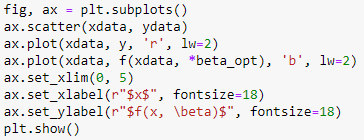 fig, ax = plt.subplots()
ax.scatter(xdata, ydata)
ax.plot(xdata, y, 'r', lw=2)
ax.plot(xdata, f(xdata, *beta_opt), 'b', lw=2)
ax.set_xlim(0, 5)
ax.set_xlabel(r"$x$", fontsize=18)
ax.set_ylabel(r"$f(x, \beta)$", fontsize=18)
plt.show()